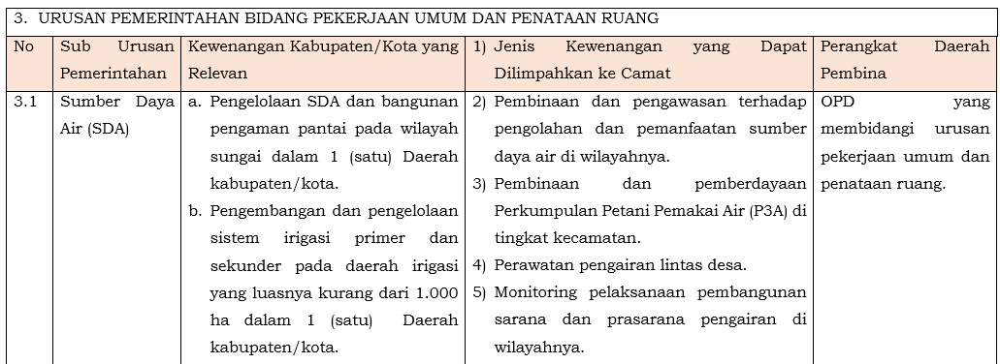 3. URUSAN PEMERINTAHAN BIDANG PEKERJAAN UMUM DAN PENATAAN RUANG
No
Sub Urusan
Pemerintahan
Kewenangan Kabupaten/Kota yang
Relevan
1) Jenis Kewenangan yang Dapat
Dilimpahkan ke Camat
Perangkat Daerah
Pembina
3.1
Sumber Daya
Air (SDA)
a. Pengelolaan SDA dan bangunan
pengaman pantai pada wilayah
sungai dalam 1 (satu) Daerah
kabupaten/kota.
b. Pengembangan dan pengelolaan
sistem irigasi primer dan
sekunder pada daerah irigasi
yang luasnya kurang dari 1.000
ha dalam 1 (satu) Daerah
kabupaten/kota.
2) Pembinaan dan pengawasan terhadap
pengolahan dan pemanfaatan sumber
daya air di wilayahnya.
3) Pembinaan dan pemberdayaan
Perkumpulan Petani Pemakai Air (P3A) di
tingkat kecamatan.
4) Perawatan pengairan lintas desa.
5) Monitoring pelaksanaan pembangunan
sarana dan prasarana pengairan di
wilayahnya.
OPD yang
membidangi urusan
pekerjaan umum dan
penataan ruang.